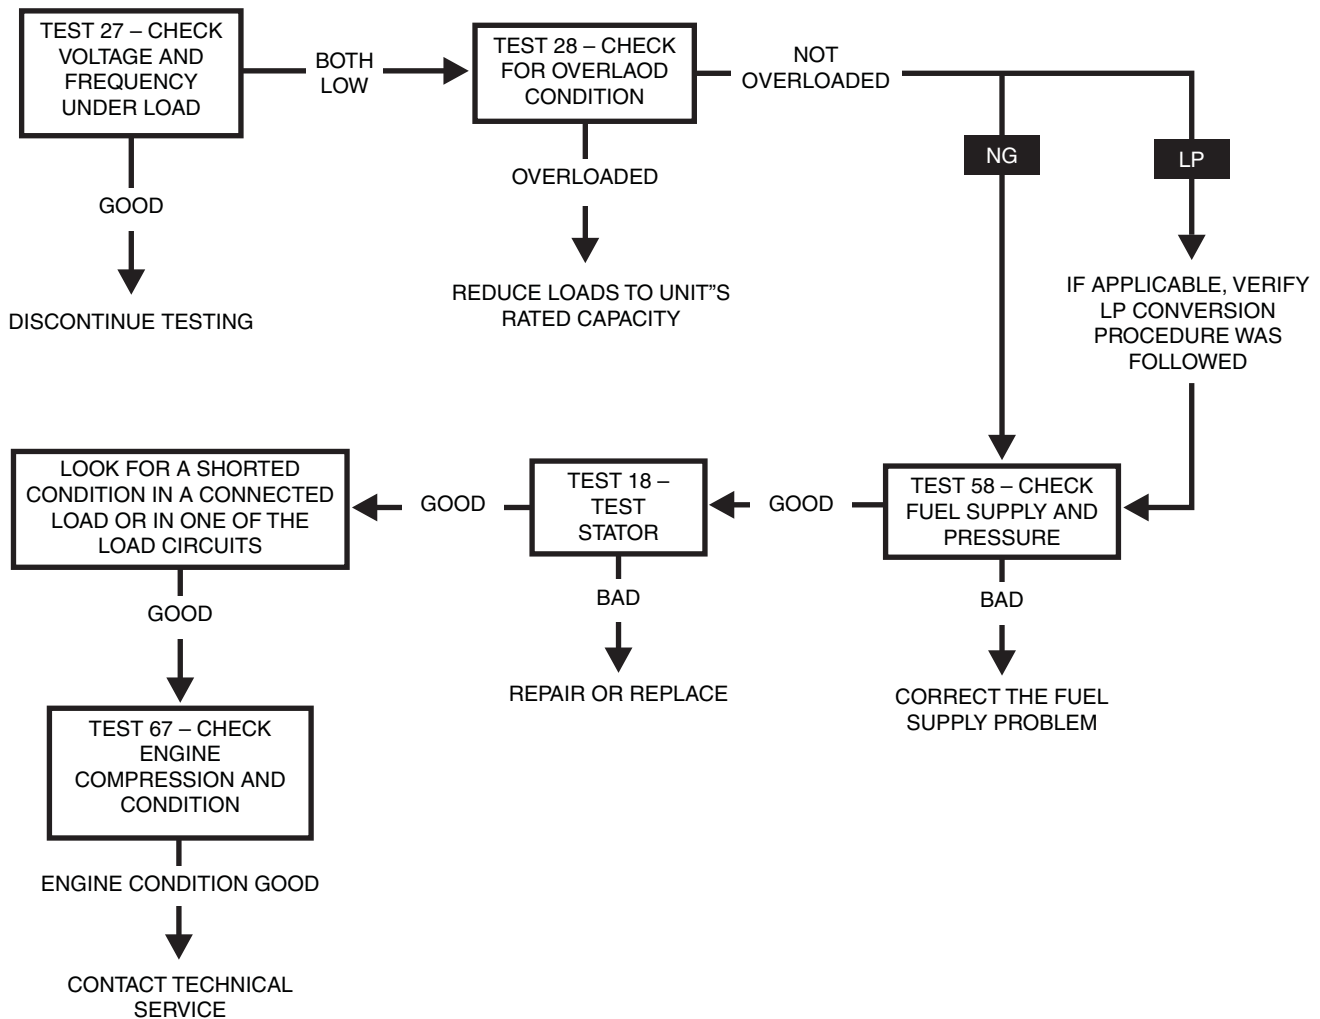 TEST 27 – CHECK
VOLTAGE AND
FREQUENCY
UNDER LOAD
BOTH
LOW
TEST 28 – CHECK
FOR OVERLAOD
CONDITION
NOT
OVERLOADED
NG
LP
GOOD
OVERLOADED
DISCONTINUE TESTING
REDUCE LOADS TO UNIT"S
RATED CAPACITY
IF APPLICABLE, VERIFY
LP CONVERSION
PROCEDURE WAS
FOLLOWED
LOOK FOR A SHORTED
CONDITION IN A CONNECTED
LOAD OR IN ONE OF THE
LOAD CIRCUITS
GOOD
TEST 18 –
TEST
STATOR
GOOD
TEST 58 – CHECK
FUEL SUPPLY AND
PRESSURE
GOOD
BAD
BAD
REPAIR OR REPLACE
CORRECT THE FUEL
SUPPLY PROBLEM
TEST 67 – CHECK
ENGINE
COMPRESSION AND
CONDITION
ENGINE CONDITION GOOD
CONTACT TECHNICAL
SERVICE